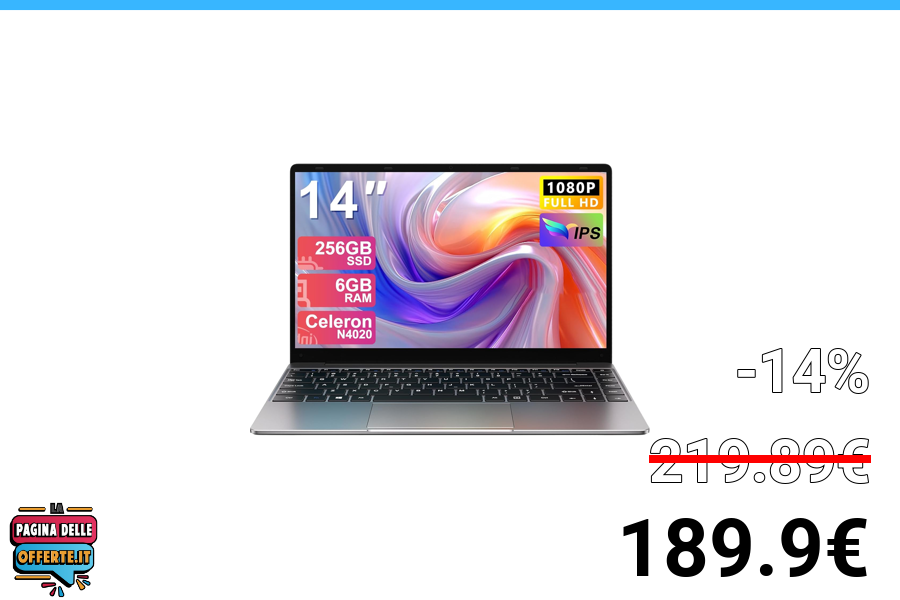 14″
1080P
FULL HD
IPS
256GB
SSD
6GB
RAM
Celeron
N4020
-14%
219.89€
189.9€
LA
PAGINA DELLE
OFFERTE.IT